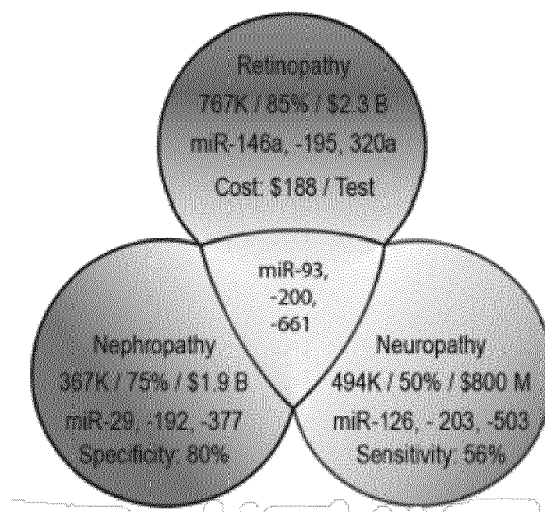 Retinopathy
767K / 85% / $2.3 B
miR-146a, -195, 320a
Cost: $188 / Test
miR-93,
-200,
-661
Nephropathy
367K / 75% / $1.9 B
miR-29, -192, -377
Specificity: 80%
Neuropathy
494K / 50% / $800 M
miR-126, - 203, -503
Sensitivity: 56%